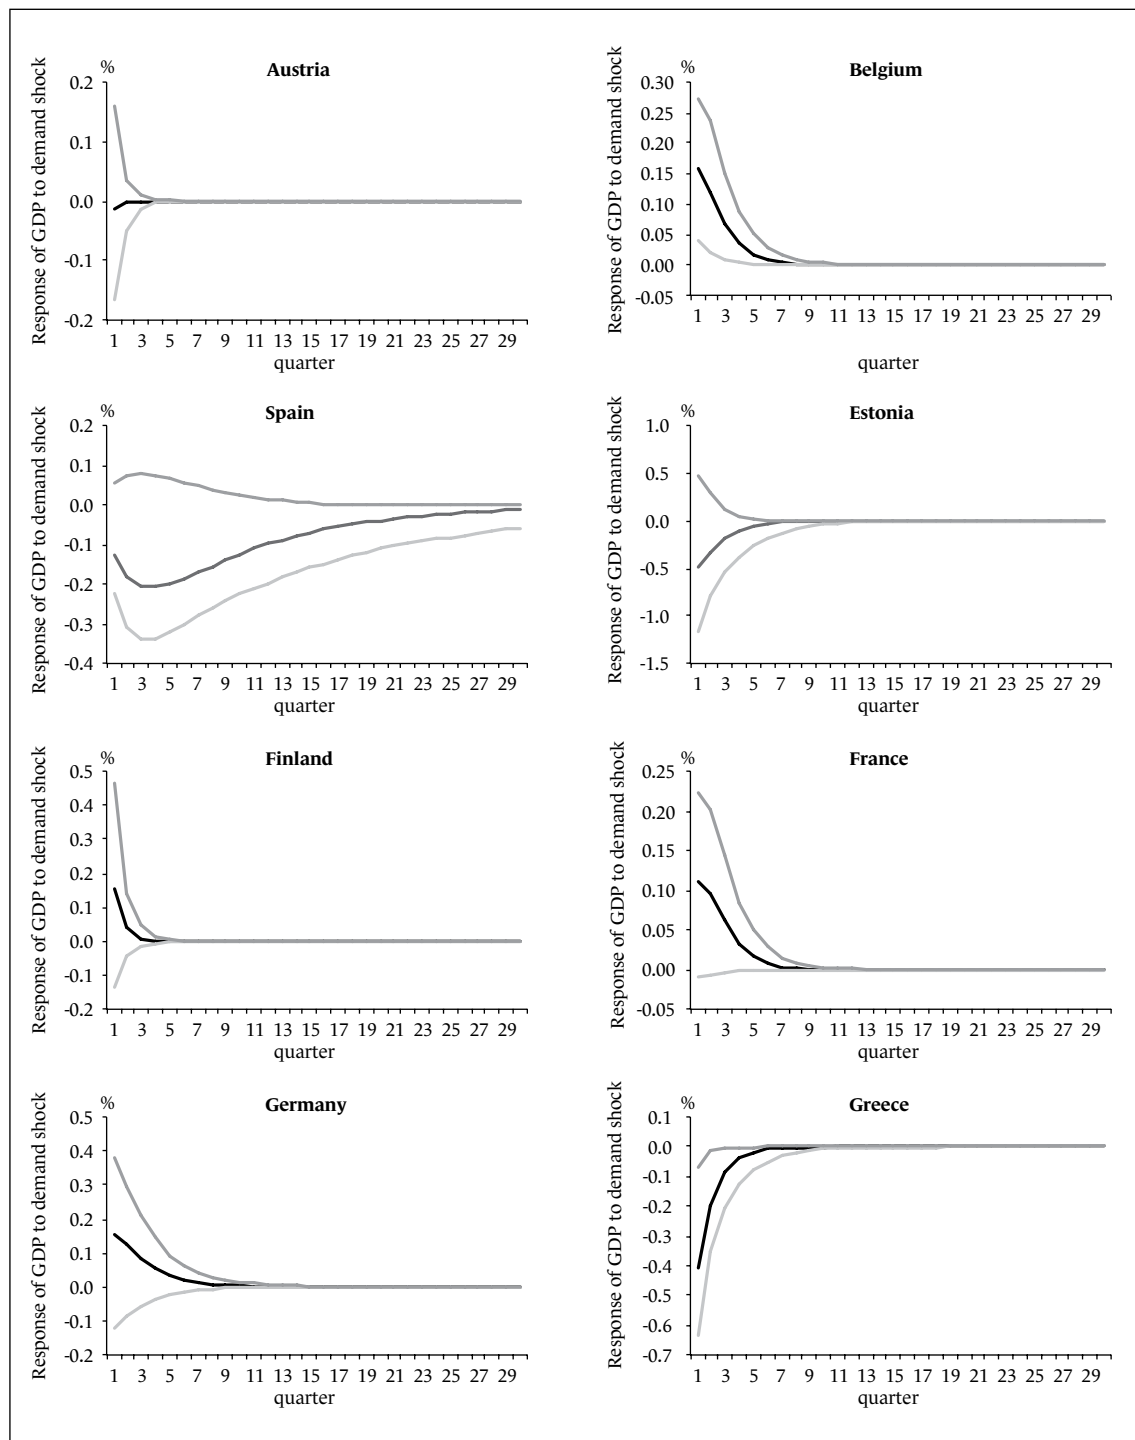 Response of GDP to demand shock
%
Austria
0.2
0.1
0.0
-0.1
-0.2
1 3 5 7 9 11 13 15 17 19 21 23 25 27 29
quarter
Response of GDP to demand shock
%
Belgium
0.30
0.25
0.20
0.15
0.10
0.05
0.00
-0.05
1 3 5 7 9 11 13 15 17 19 21 23 25 27 29
quarter
Response of GDP to demand shock
%
Spain
0.2
0.1
0.0
-0.1
-0.2
-0.3
-0.4
1 3 5 7 9 11 13 15 17 19 21 23 25 27 29
quarter
Response of GDP to demand shock
%
Estonia
1.0
0.5
0.0
-0.5
-1.0
-1.5
1 3 5 7 9 11 13 15 17 19 21 23 25 27 29
quarter
Response of GDP to demand shock
%
Finland
0.5
0.4
0.3
0.2
0.1
0.0
-0.1
-0.2
1 3 5 7 9 11 13 15 17 19 21 23 25 27 29
quarter
Response of GDP to demand shock
%
France
0.25
0.20
0.15
0.10
0.05
0.00
-0.05
1 3 5 7 9 11 13 15 17 19 21 23 25 27 29
quarter
Response of GDP to demand shock
%
Germany
0.5
0.4
0.3
0.2
0.1
0.0
-0.1
-0.2
1 3 5 7 9 11 13 15 17 19 21 23 25 27 29
quarter
Response of GDP to demand shock
%
Greece
0.1
0.0
-0.1
-0.2
-0.3
-0.4
-0.5
-0.6
-0.7
1 3 5 7 9 11 13 15 17 19 21 23 25 27 29
quarter